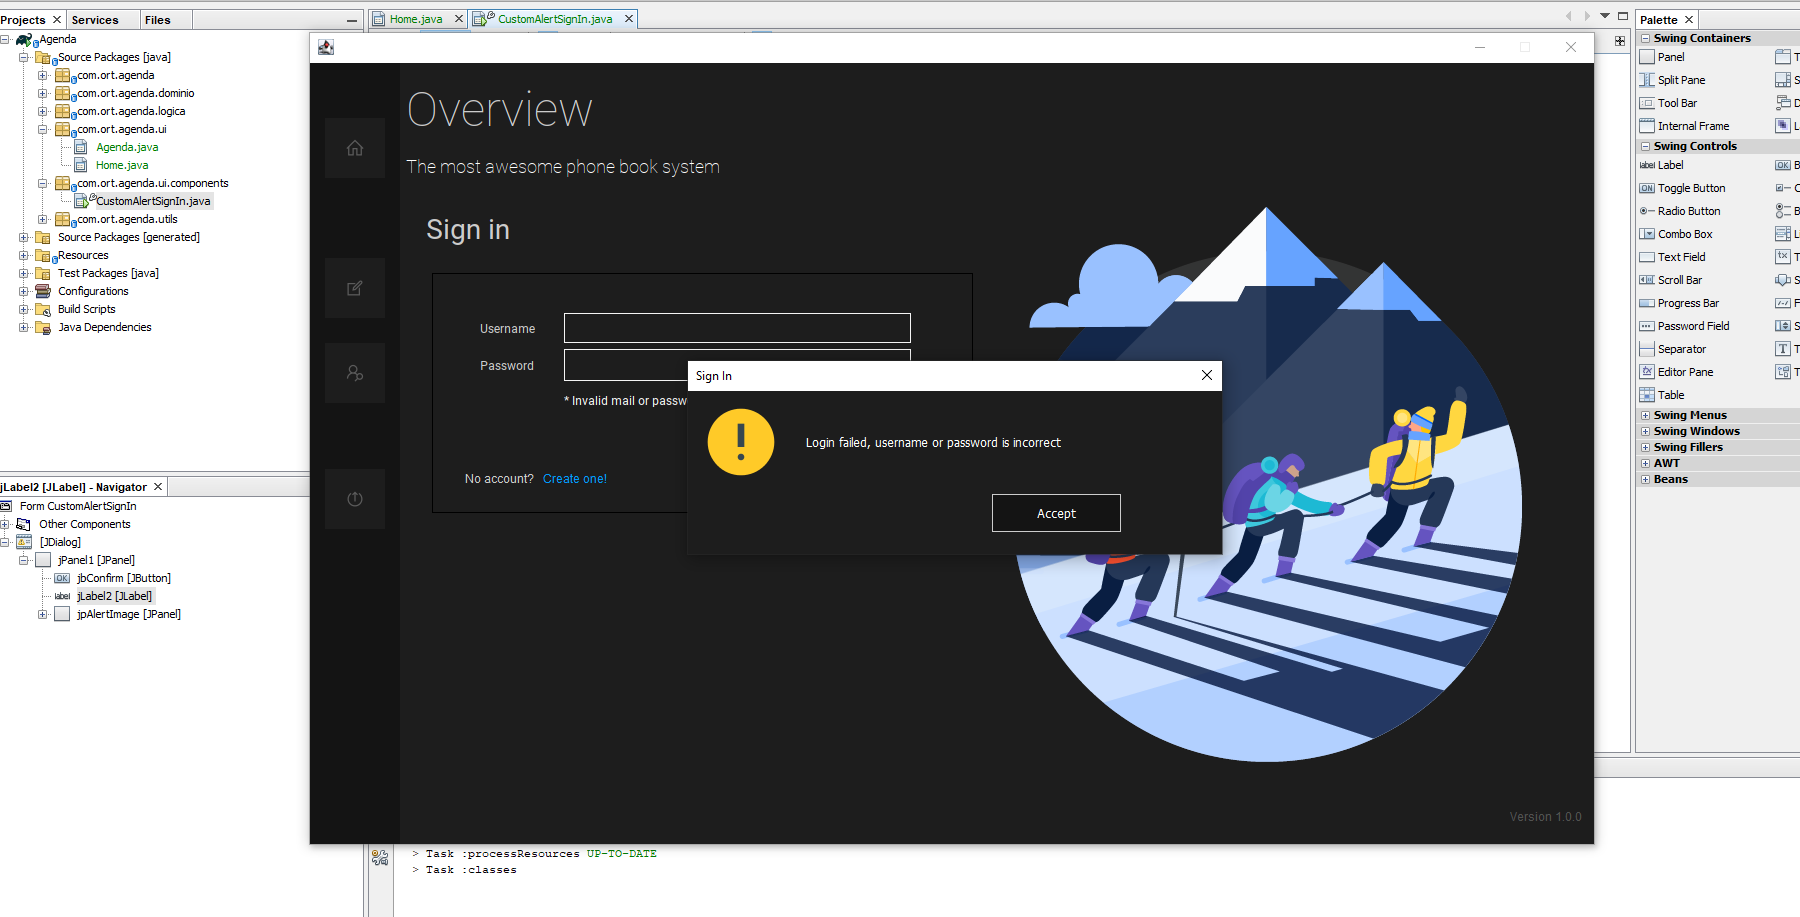 Projects
Services
Files
Home.java
CustomAlertSignIn.java
Palette
Agenda
Source Packages [java]
com.ort.agenda
com.ort.agenda.dominio
com.ort.agenda.logica
com.ort.agenda.ui
Agenda.java
Home.java
com.ort.agenda.ui.components
CustomAlertSignIn.java
com.ort.agenda.utils
Source Packages [generated]
Resources
Test Packages [java]
Configurations
Build Scripts
Java Dependencies
jLabel2 [JLabel] - Navigator
Form CustomAlertSignIn
Other Components
[JDialog]
jPanel1 [JPanel]
OK jbConfirm [JButton]
label jLabel2 [JLabel]
jpAlertImage [JPanel]
Overview
The most awesome phone book system
Sign in
Username
Password
* Invalid mail or passw
No account? Create one!
Sign In
Login failed, username or password is incorrect
Accept
Version 1.0.0
> Task :processResources UP-TO-DATE
> Task :classes
Swing Containers
Panel
Split Pane
Tool Bar
Internal Frame
Swing Controls
label Label
OK
ON Toggle Button
Radio Button
Combo Box
Text Field
Scroll Bar
Progress Bar
Password Field
Separator
Editor Pane
Table
Swing Menus
Swing Windows
Swing Fillers
AWT
Beans